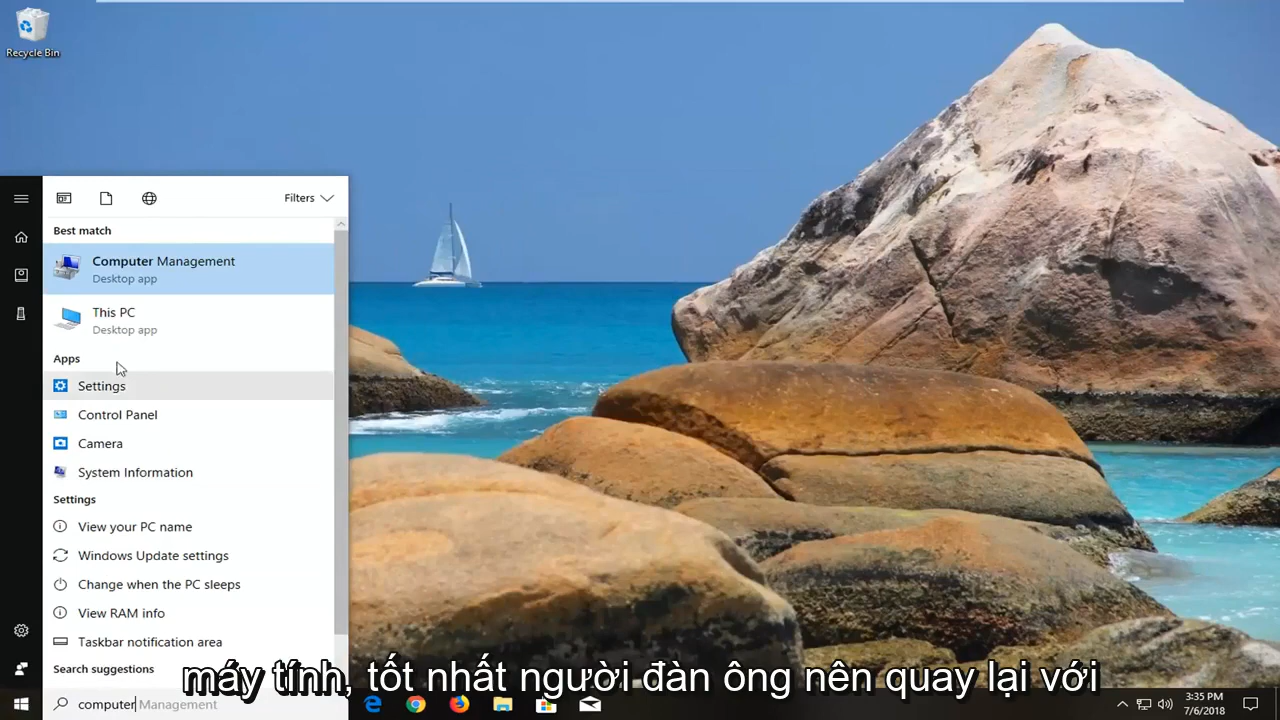 Recycle Bin
Filters
Best match
Computer Management
Desktop app
This PC
Desktop app
Apps
Settings
Control Panel
Camera
System Information
Settings
View your PC name
Windows Update settings
Change when the PC sleeps
View RAM info
Taskbar notification area
Search suggestions
máy tính, tốt nhất người đàn ông nên quay lại với
computer Management
3:35 PM
7/6/2018